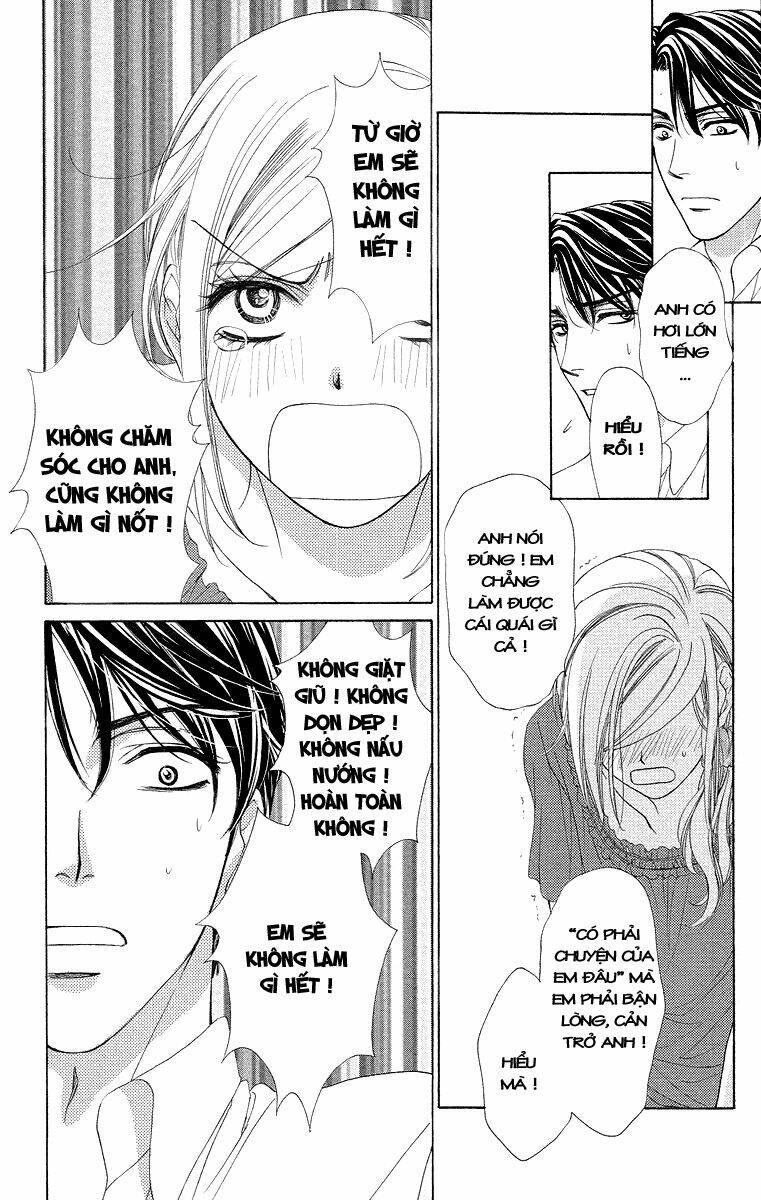 ANH CÓ
HƠI LỚN
TIẾNG
...
HIỂU
RỒI !
ANH NÓI
ĐÚNG ! EM
CHẲNG
LÀM ĐƯỢC
CÁI QUÁI GÌ
CẢ !
"CÓ PHẢI
CHUYỆN CỦA
EM ĐÂU" MÀ
EM PHẢI BẬN
LÒNG, CẢN
TRỞ ANH !
HIỂU
MÀ !
TỪ GIỜ
EM SẼ
KHÔNG
LÀM GÌ
HẾT !
KHÔNG CHĂM
SÓC CHO ANH,
CŨNG KHÔNG
LÀM GÌ NỐT !
KHÔNG GIẶT
GIŨ ! KHÔNG
DỌN DẸP !
KHÔNG NẤU
NƯỚNG !
HOÀN TOÀN
KHÔNG !
EM SẼ
KHÔNG LÀM
GÌ HẾT !